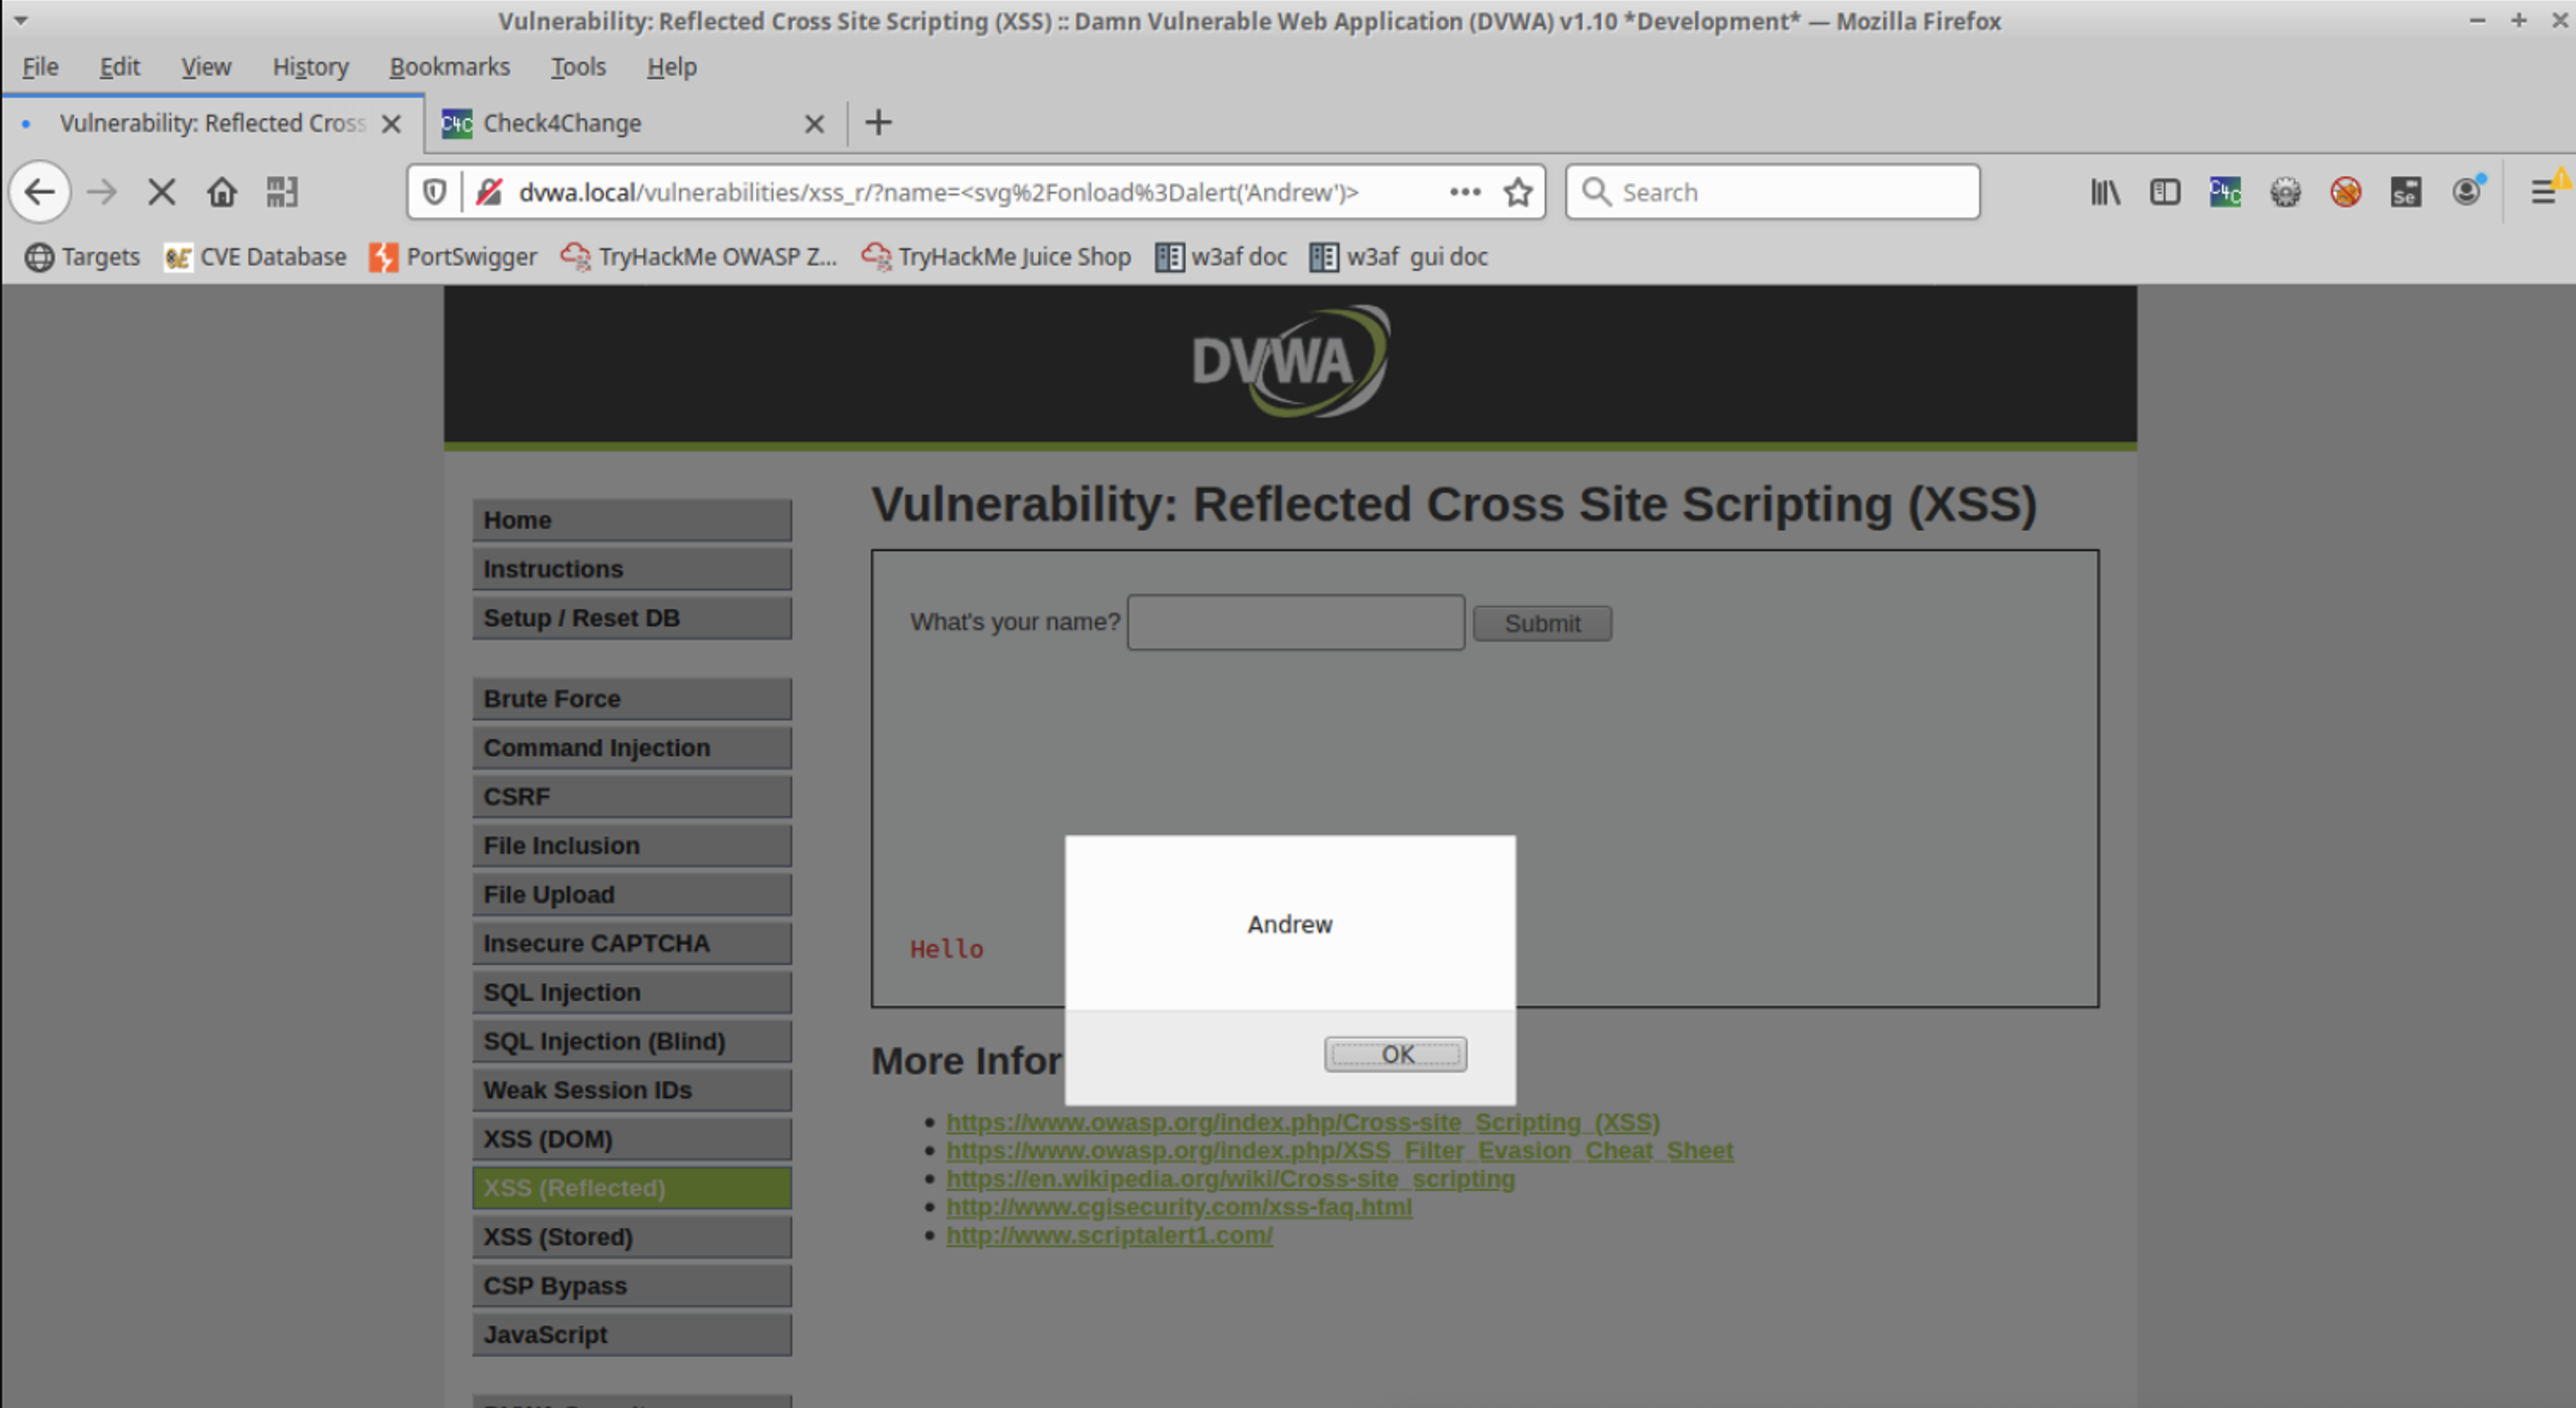 Vulnerability: Reflected Cross Site Scripting (XSS) :: Damn Vulnerable Web Application (DVWA) v1.10 *Development* — Mozilla Firefox
File Edit View History Bookmarks Tools Help
Vulnerability: Reflected Cross
C4C Check4Change
dvwa.local/vulnerabilities/xss_r/?name=<svg%2Fonload%3Dalert('Andrew')>
Search
C4C
Se
Targets CVE Database PortSwigger TryHackMe OWASP Z... TryHackMe Juice Shop w3af doc w3af gui doc
DVWA
Home
Instructions
Setup / Reset DB
Brute Force
Command Injection
CSRF
File Inclusion
File Upload
Insecure CAPTCHA
SQL Injection
SQL Injection (Blind)
Weak Session IDs
XSS (DOM)
XSS (Reflected)
XSS (Stored)
CSP Bypass
JavaScript
Vulnerability: Reflected Cross Site Scripting (XSS)
What's your name? Submit
Hello
Andrew
OK
More Infor
https://www.owasp.org/index.php/Cross-site_Scripting_(XSS)
https://www.owasp.org/index.php/XSS_Filter_Evasion_Cheat_Sheet
https://en.wikipedia.org/wiki/Cross-site_scripting
http://www.cgisecurity.com/xss-faq.html
http://www.scriptalert1.com/